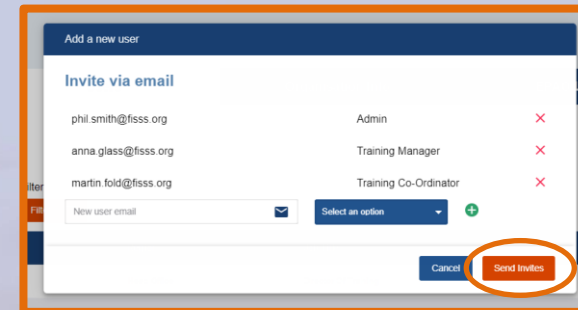 Add a new user
Invite via email
phil.smith@fisss.org Admin
anna.glass@fisss.org Training Manager
martin.fold@fisss.org Training Co-Ordinator
New user email Select an option
Cancel Send Invites